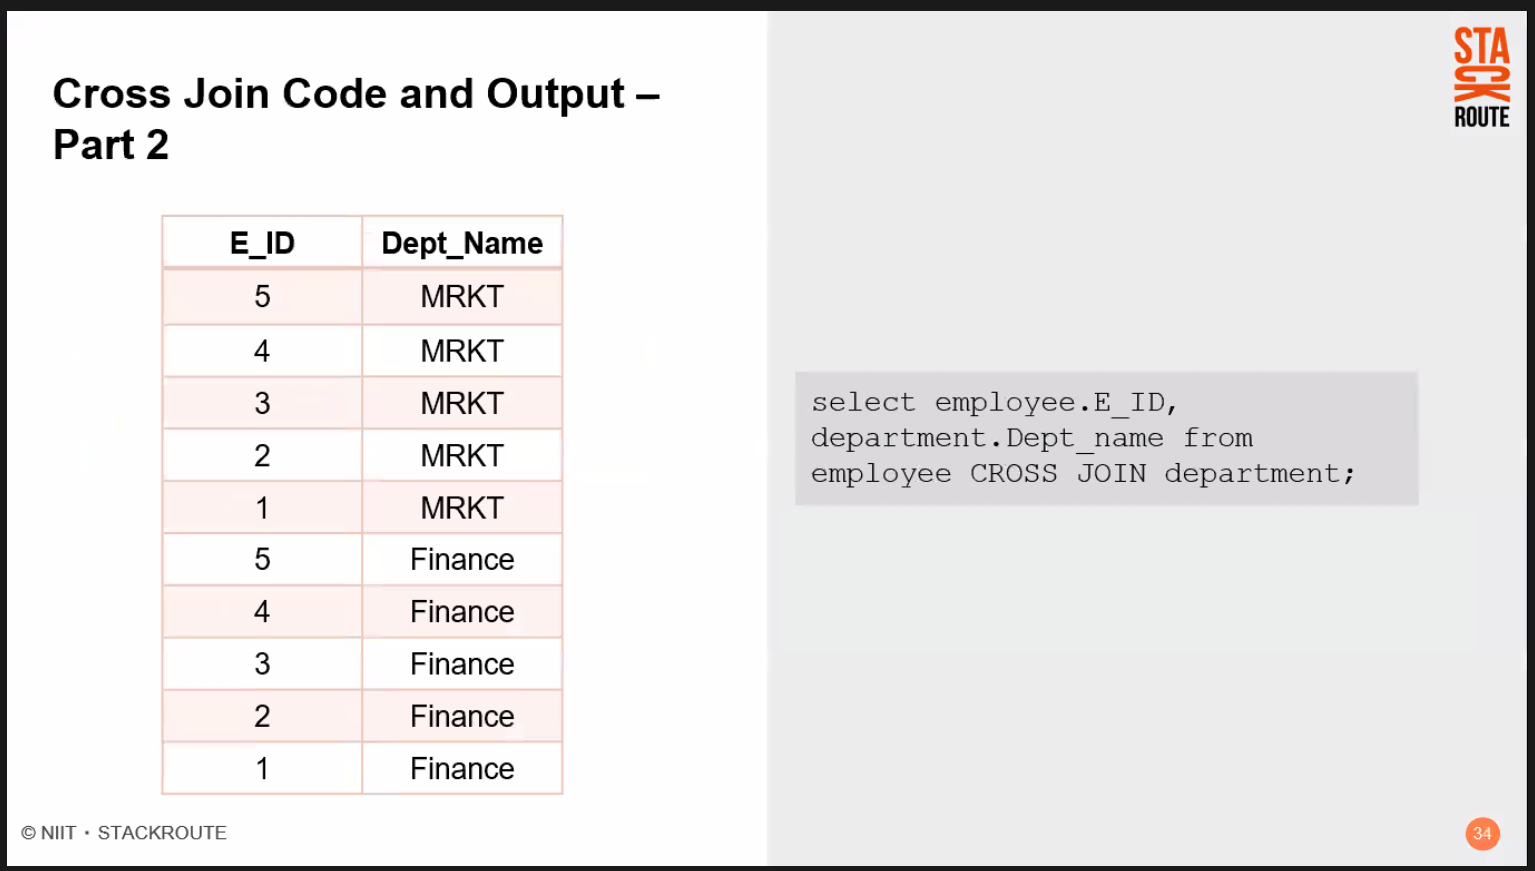 Cross Join Code and Output –
Part 2
STA
CK
ROUTE
E_ID Dept_Name
5 MRKT
4 MRKT
3 MRKT
2 MRKT
1 MRKT
5 Finance
4 Finance
3 Finance
2 Finance
1 Finance
select employee.E_ID,
department.Dept_name from
employee CROSS JOIN department;
© NIIT · STACKROUTE
34